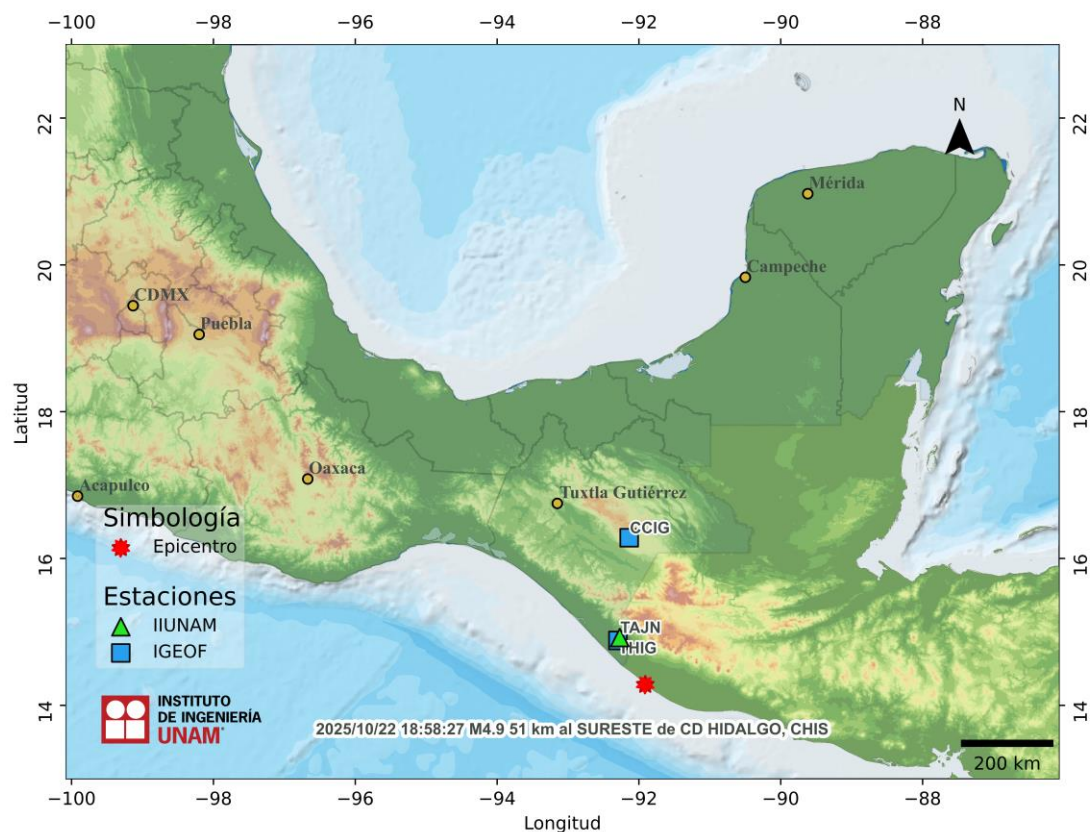 −100 −98 −96 −94 −92 −90 −88
22 22
N
Mérida
20 20
Campeche
CDMX
Puebla
Latitud
18 18
Oaxaca
Acapulco
Tuxtla Gutiérrez
CCIG
16 16
Simbología
Epicentro
Estaciones
IIUNAM
IGEOF
TAJN
THIG
14 14
INSTITUTO
DE INGENIERÍA
UNAM
2025/10/22 18:58:27 M4.9 51 km al SURESTE de CD HIDALGO, CHIS
200 km
−100 −98 −96 −94 −92 −90 −88
Longitud